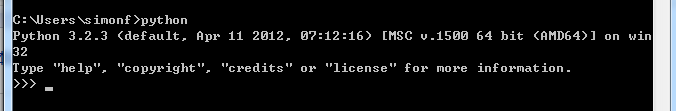 C:\Users\simonf>python
Python 3.2.3 (default, Apr 11 2012, 07:12:16) [MSC v.1500 64 bit (AMD64)] on win
32
Type "help", "copyright", "credits" or "license" for more information.
>>> _